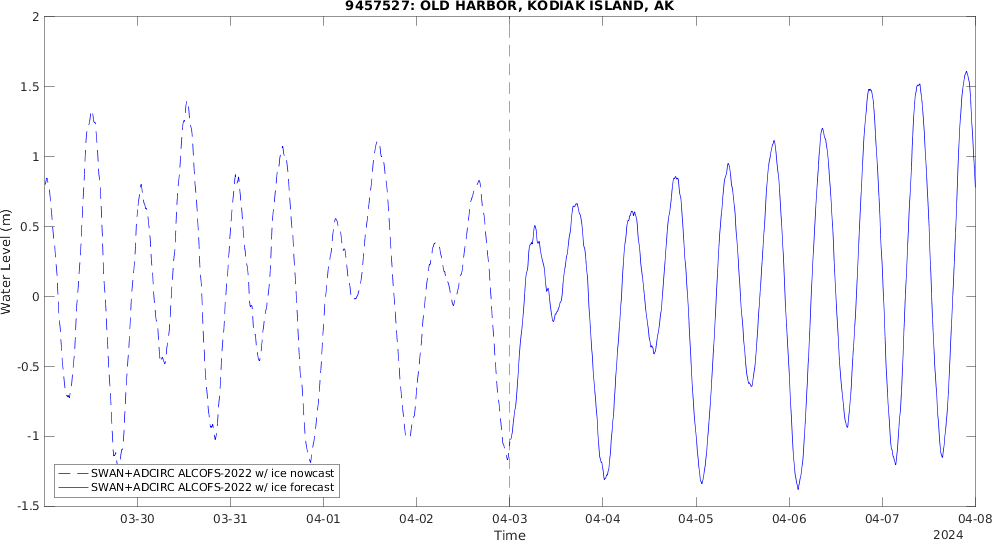 9457527: OLD HARBOR, KODIAK ISLAND, AK
Water Level (m)
2
1.5
1
0.5
0
-0.5
-1
-1.5
SWAN+ADCIRC ALCOFS-2022 w/ ice nowcast
SWAN+ADCIRC ALCOFS-2022 w/ ice forecast
03-30 03-31 04-01 04-02 04-03 04-04 04-05 04-06 04-07 04-08
Time
2024